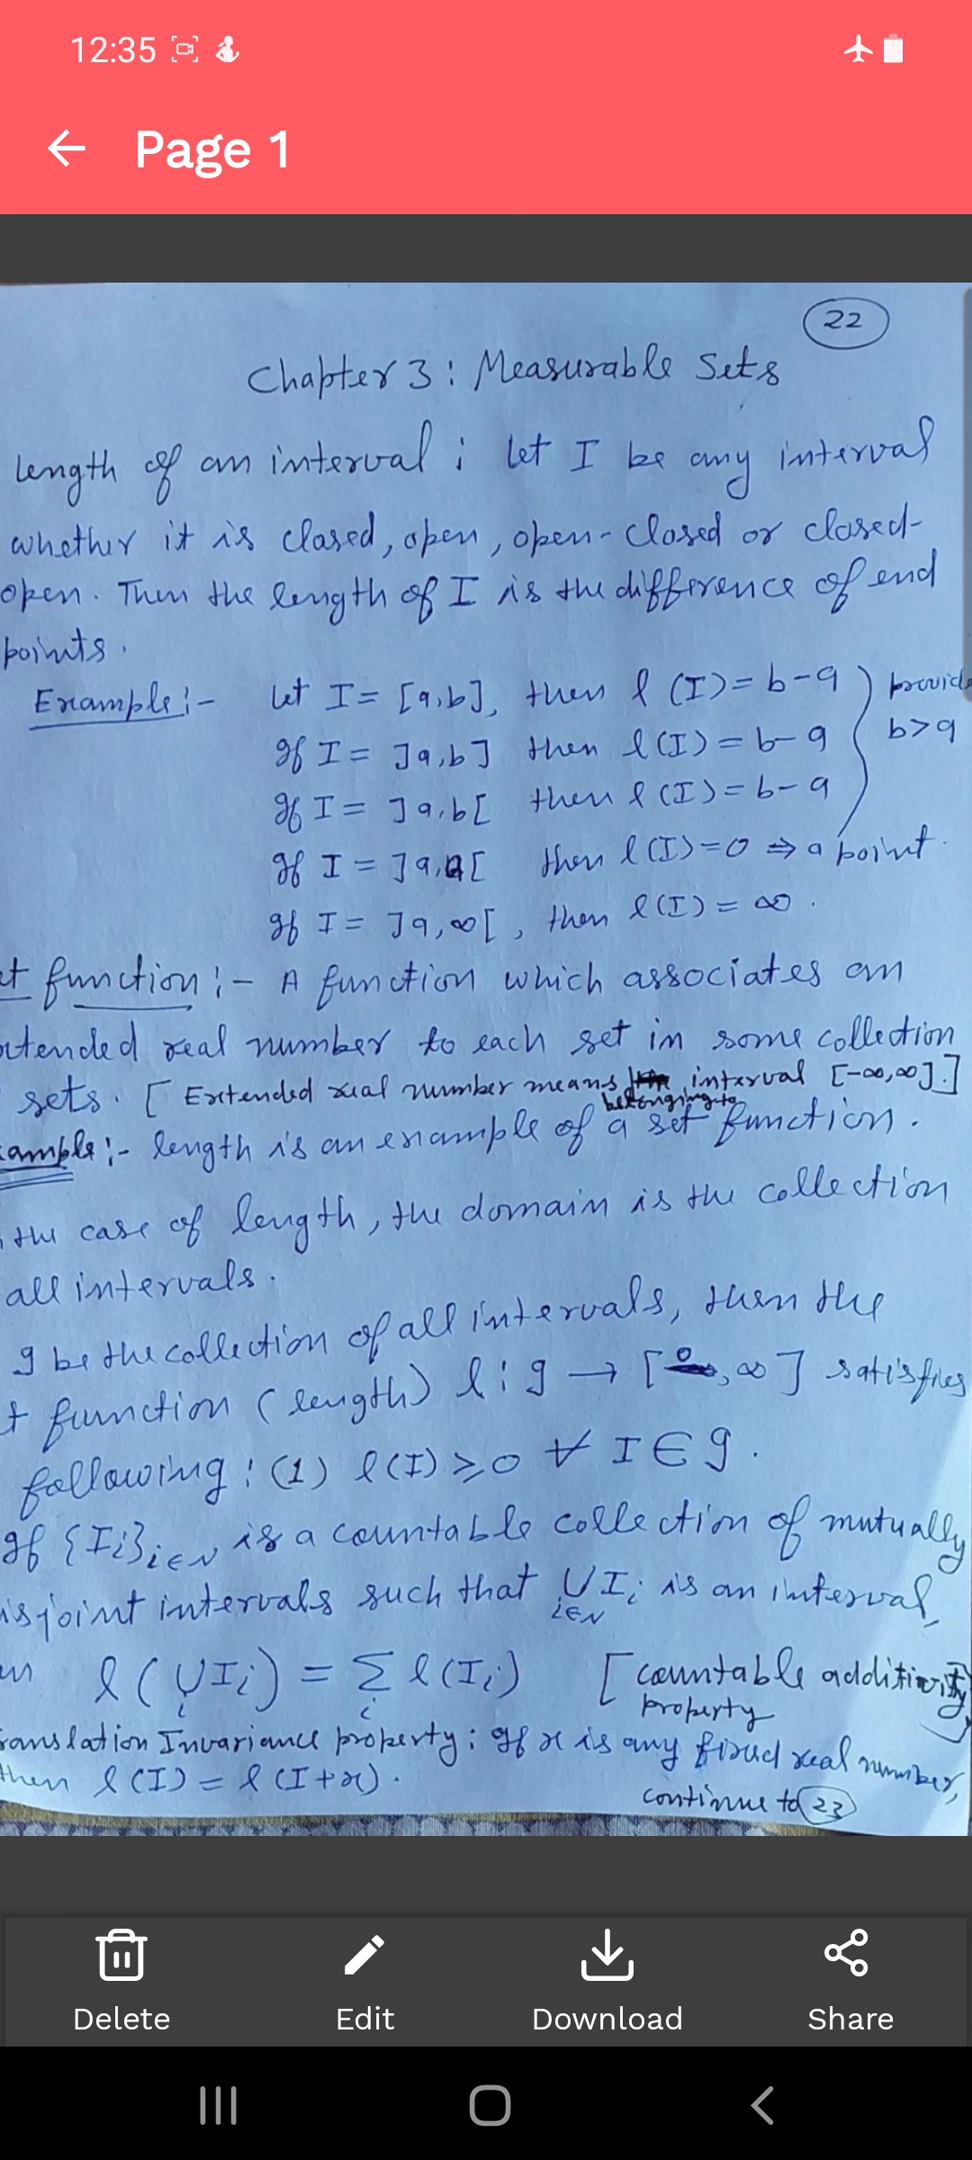 12:35
Page 1
22
Chapter 3 : Measurable Sets
length of an interval : let I be any interval
whether it is closed, open, open-closed or closed-
open. Then the length of I is the difference of end
points.
Example :- let I = [a,b], then l(I) = b-a } provide
If I = ]a,b] then l(I) = b-a b>a
If I = ]a,b[ then l(I) = b-a
If I = ]a,a[ then l(I)=0 ⇒ a point.
If I = ]a,∞[, then l(I) = ∞.
et function :- A function which associates an
xtended real number to each set in some collection
sets. [Extended real number means belonging to interval [-∞,∞].]
ample :- length is an example of a set function.
the case of length, the domain is the collection
all intervals.
g be the collection of all intervals, then the
t function (length) l : g → [0,∞] satisfies
following : (1) l(I) ≥ 0 ∀ I ∈ g.
If {Ii}i∈N is a countable collection of mutually
isjoint intervals such that ∪ Ii is an interval,
i∈N
en l(∪Ii) = Σ l(Ii) [countable additivity
i i property]
ranslation Invariance property : If x is any fixed real number,
then l(I) = l(I+x).
continue to 23
Delete Edit Download Share